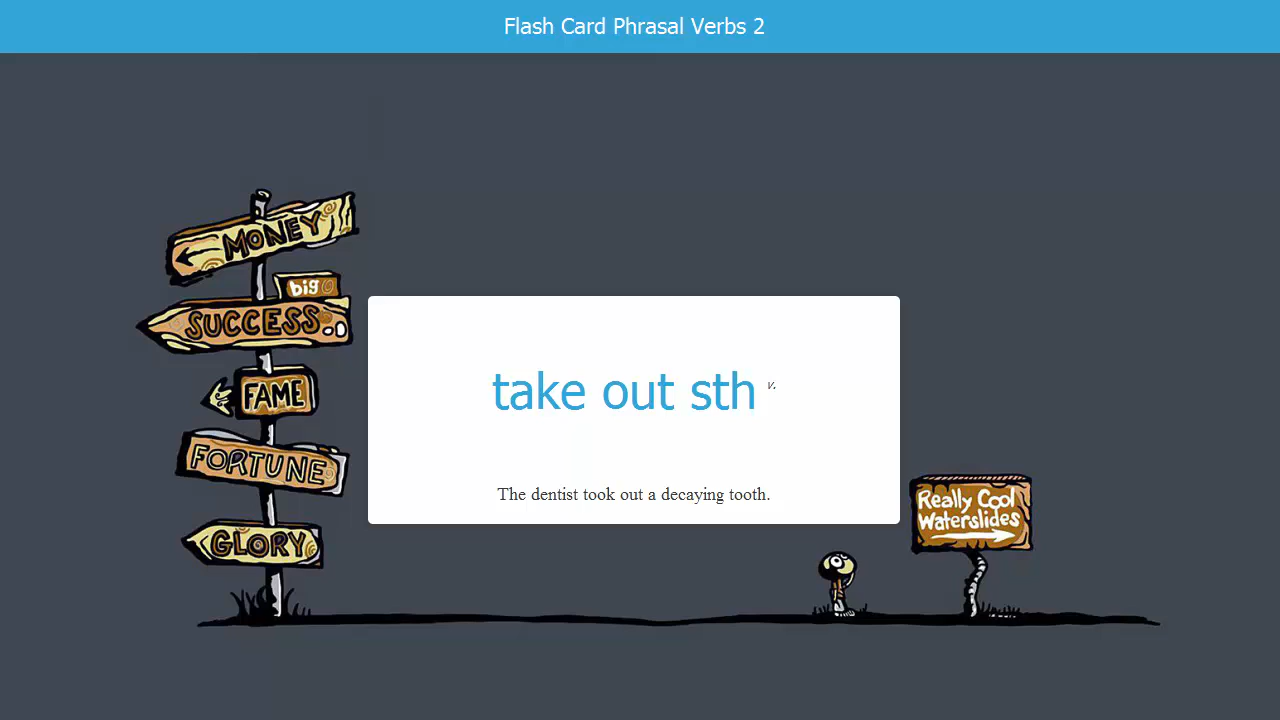 Flash Card Phrasal Verbs 2
MONEY
big
SUCCESS..
FAME
FORTUNE
GLORY
take out sth v.
The dentist took out a decaying tooth.
Really Cool
Waterslides